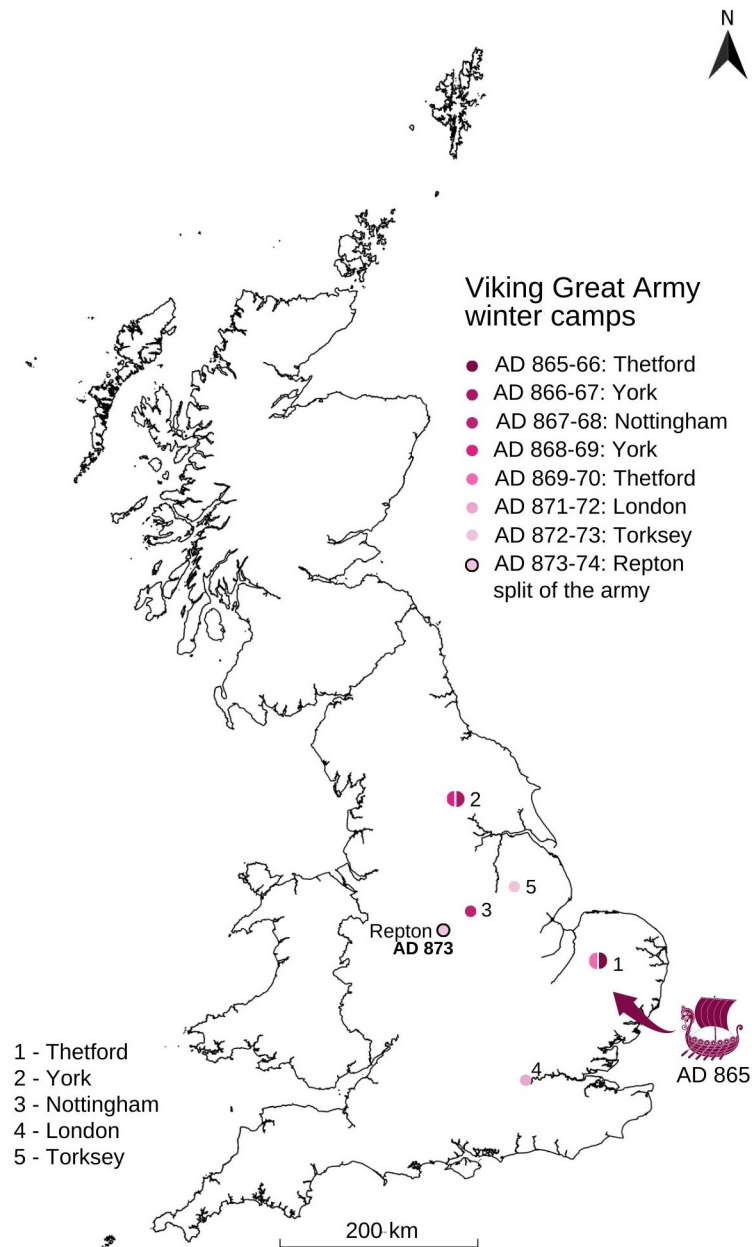 N
Viking Great Army
winter camps
AD 865-66: Thetford
AD 866-67: York
AD 867-68: Nottingham
AD 868-69: York
AD 869-70: Thetford
AD 871-72: London
AD 872-73: Torksey
AD 873-74: Repton
split of the army
2
5
3
Repton
AD 873
1
4
AD 865
1 - Thetford
2 - York
3 - Nottingham
4 - London
5 - Torksey
200 km